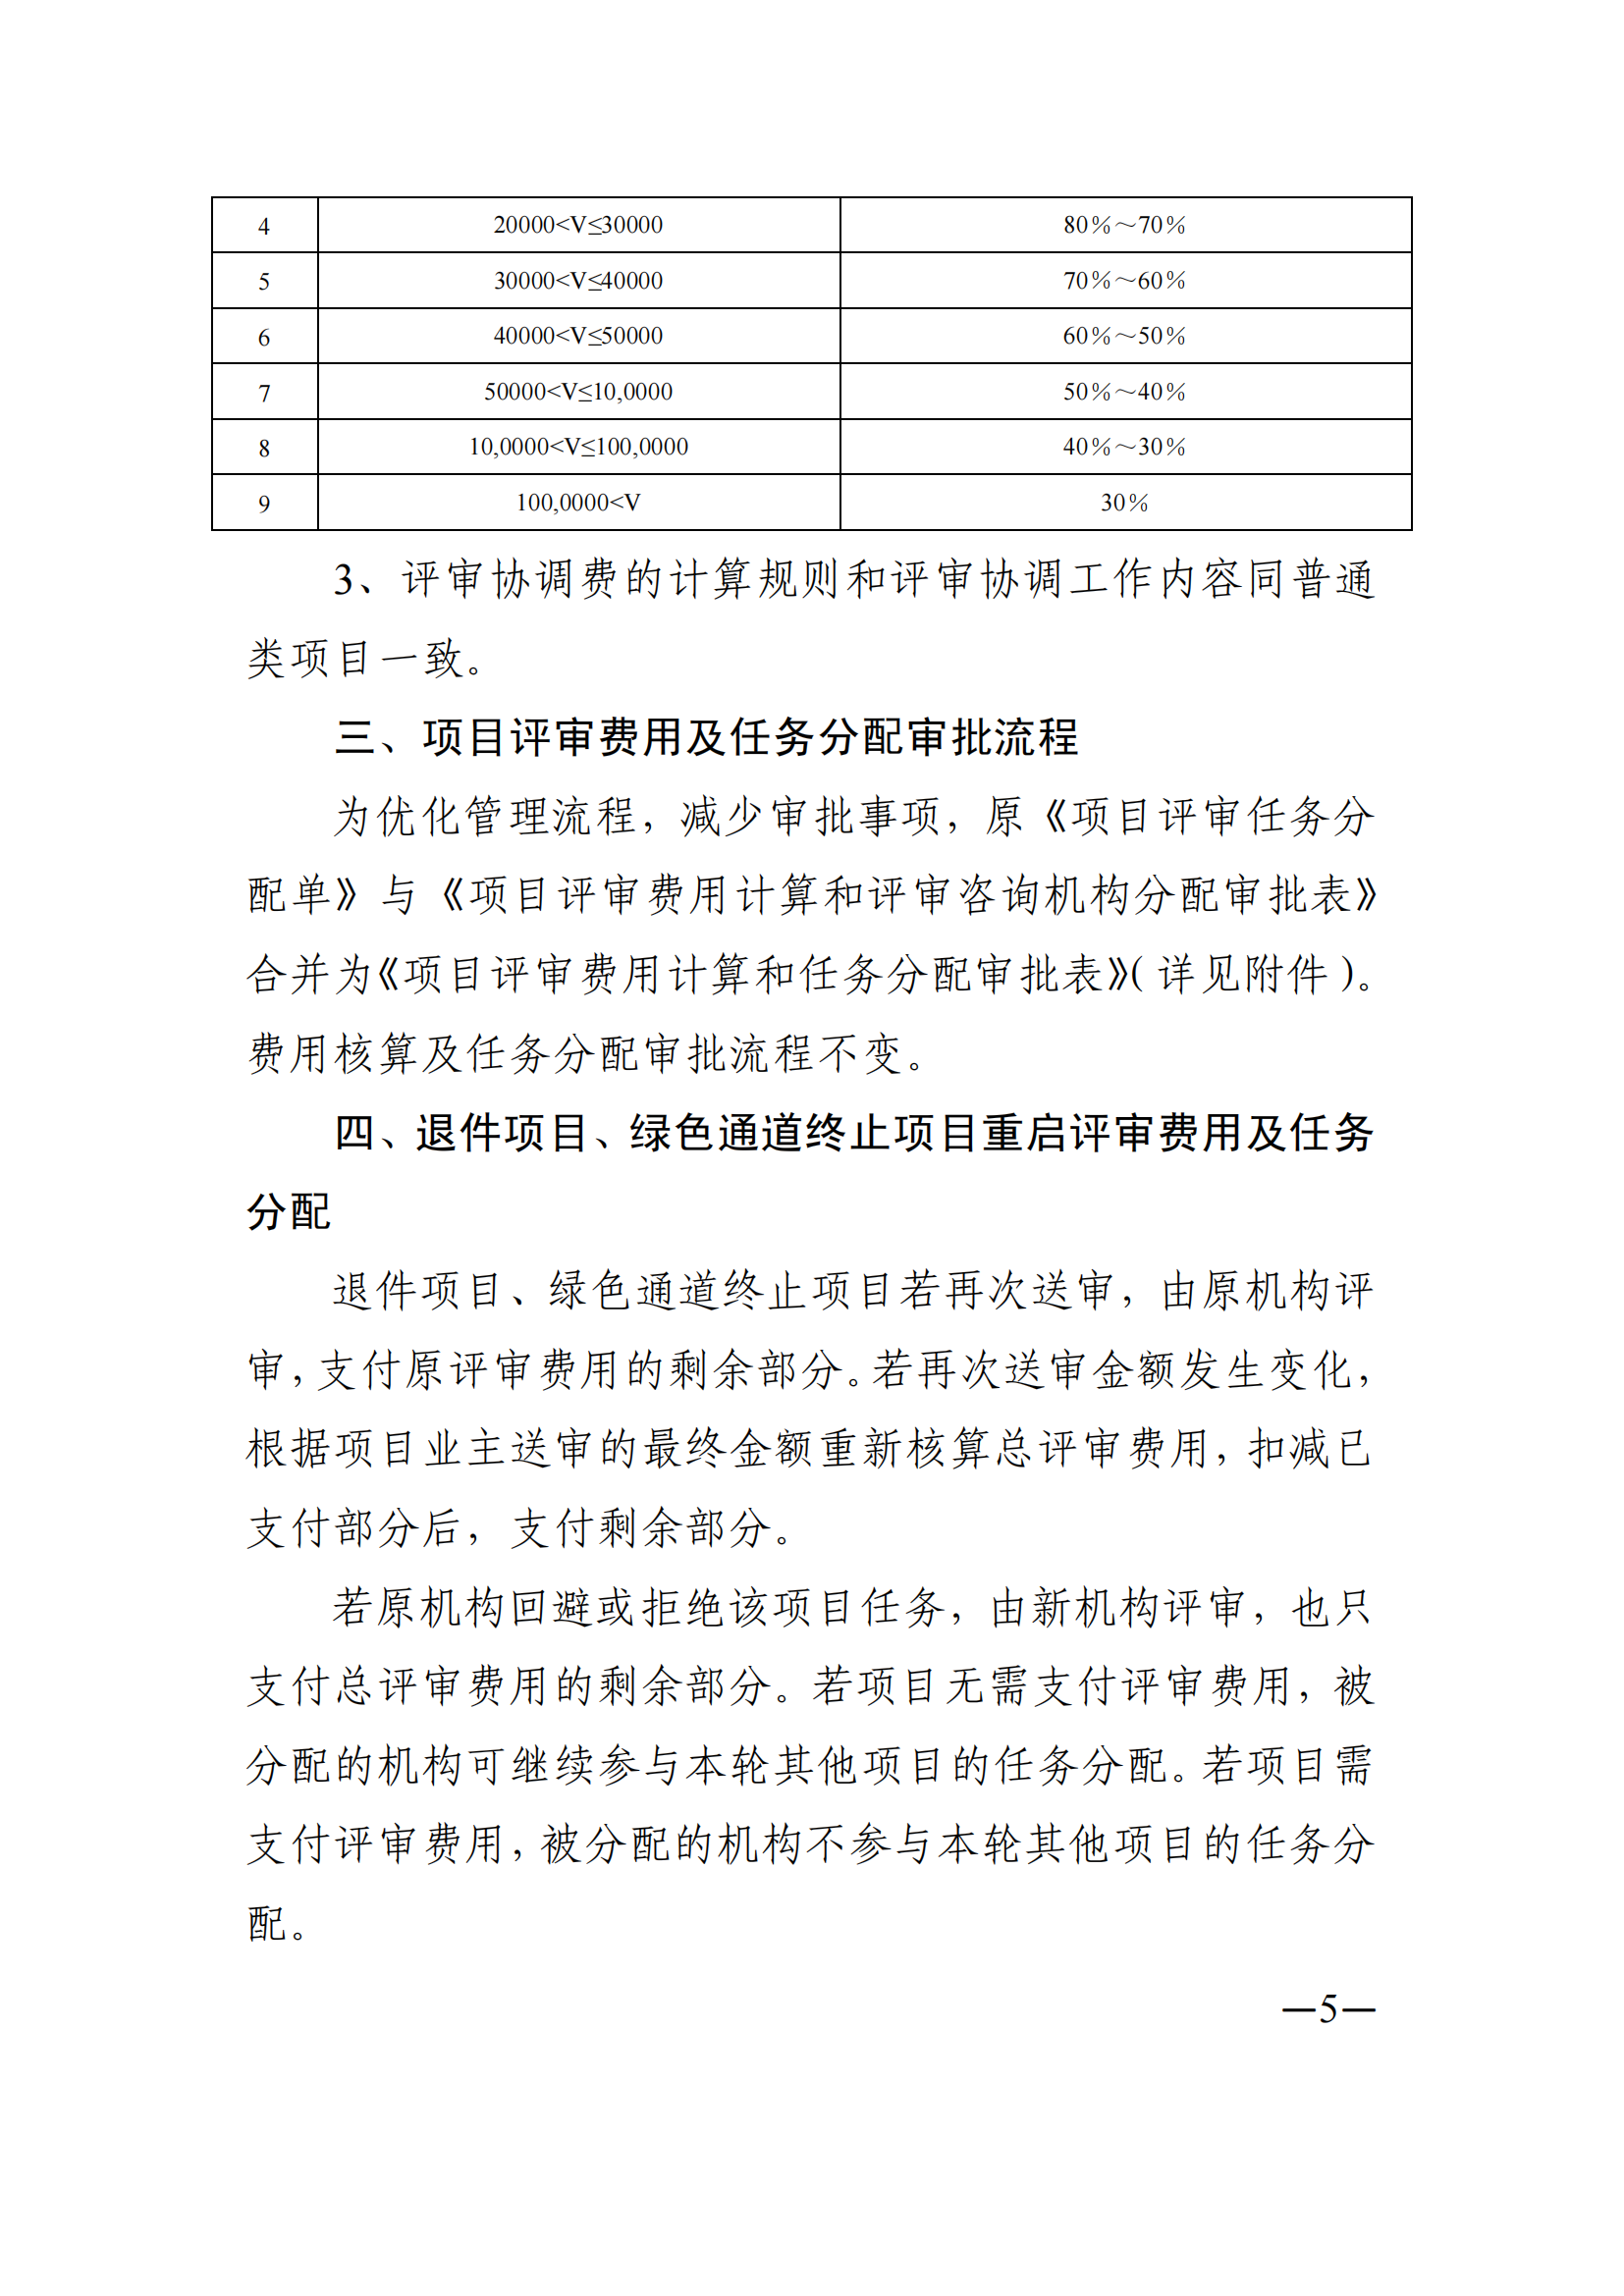 4 20000<V≤30000 80%～70%
5 30000<V≤40000 70%～60%
6 40000<V≤50000 60%～50%
7 50000<V≤10,0000 50%～40%
8 10,0000<V≤100,0000 40%～30%
9 100,0000<V 30%
3、评审协调费的计算规则和评审协调工作内容同普通
类项目一致。
三、项目评审费用及任务分配审批流程
为优化管理流程，减少审批事项，原《项目评审任务分
配单》与《项目评审费用计算和评审咨询机构分配审批表》
合并为《项目评审费用计算和任务分配审批表》（详见附件）。
费用核算及任务分配审批流程不变。
四、退件项目、绿色通道终止项目重启评审费用及任务
分配
退件项目、绿色通道终止项目若再次送审，由原机构评
审，支付原评审费用的剩余部分。若再次送审金额发生变化，
根据项目业主送审的最终金额重新核算总评审费用，扣减已
支付部分后，支付剩余部分。
若原机构回避或拒绝该项目任务，由新机构评审，也只
支付总评审费用的剩余部分。若项目无需支付评审费用，被
分配的机构可继续参与本轮其他项目的任务分配。若项目需
支付评审费用，被分配的机构不参与本轮其他项目的任务分
配。
—5—